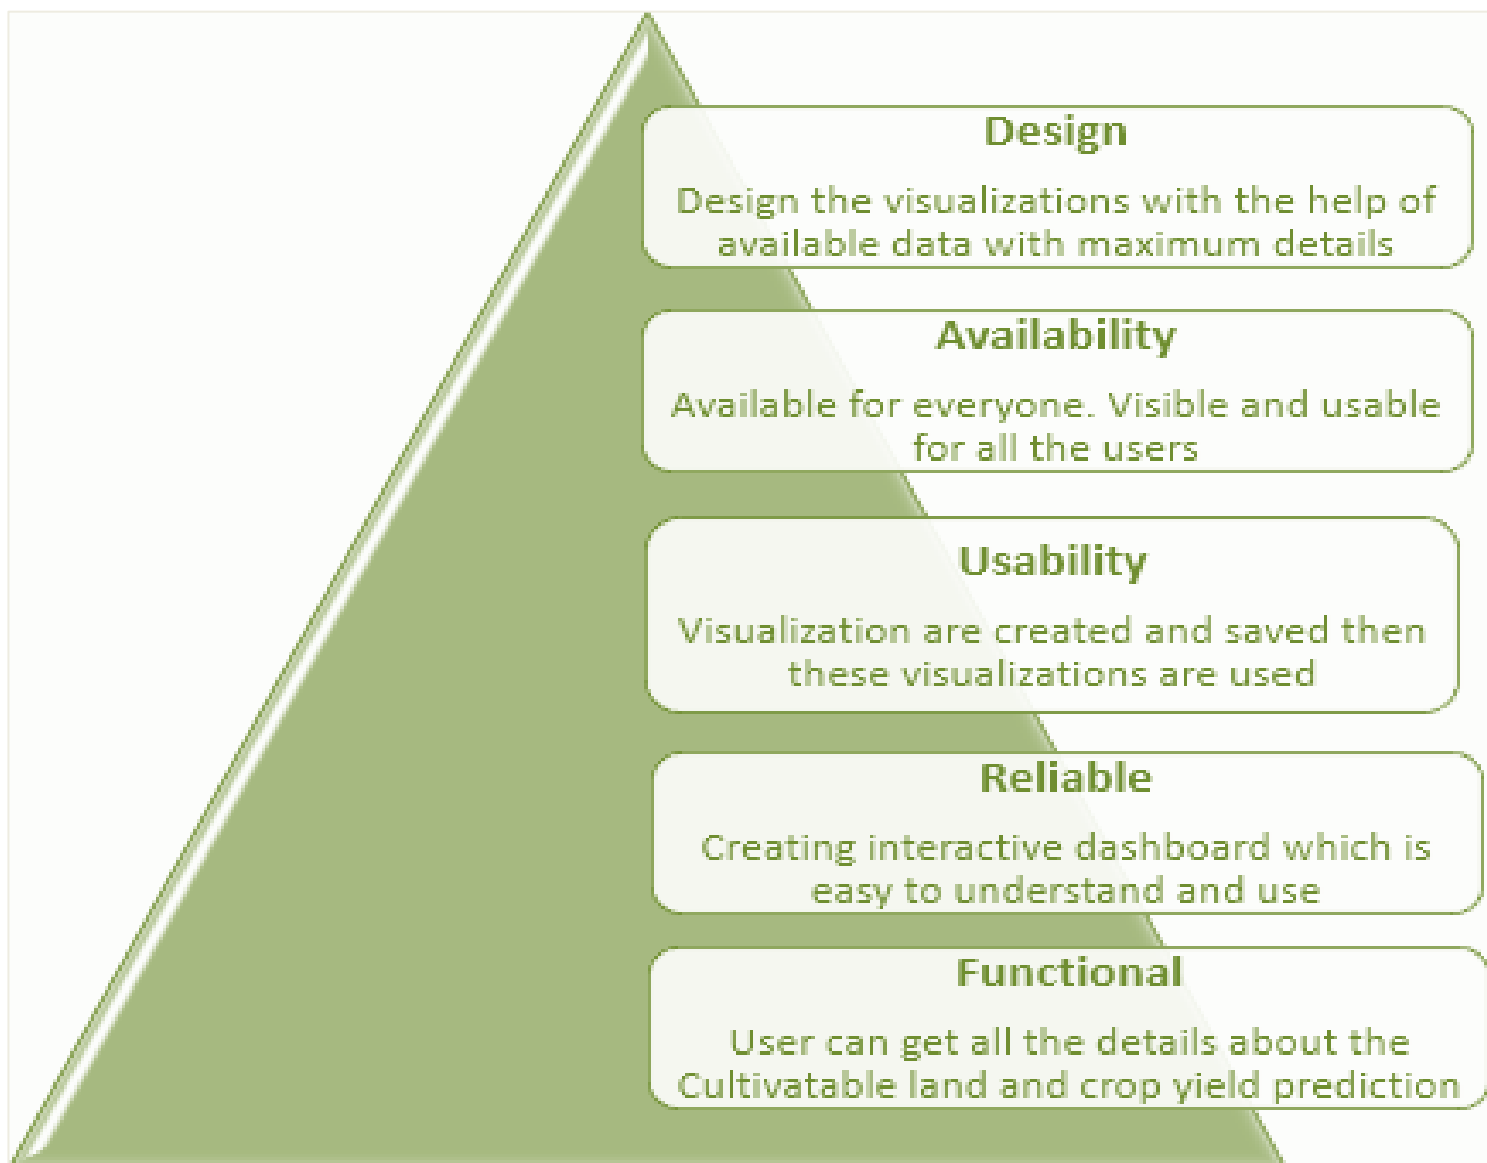 Design
Design the visualizations with the help of
available data with maximum details
Availability
Available for everyone. Visible and usable
for all the users
Usability
Visualization are created and saved then
these visualizations are used
Reliable
Creating interactive dashboard which is
easy to understand and use
Functional
User can get all the details about the
Cultivatable land and crop yield prediction